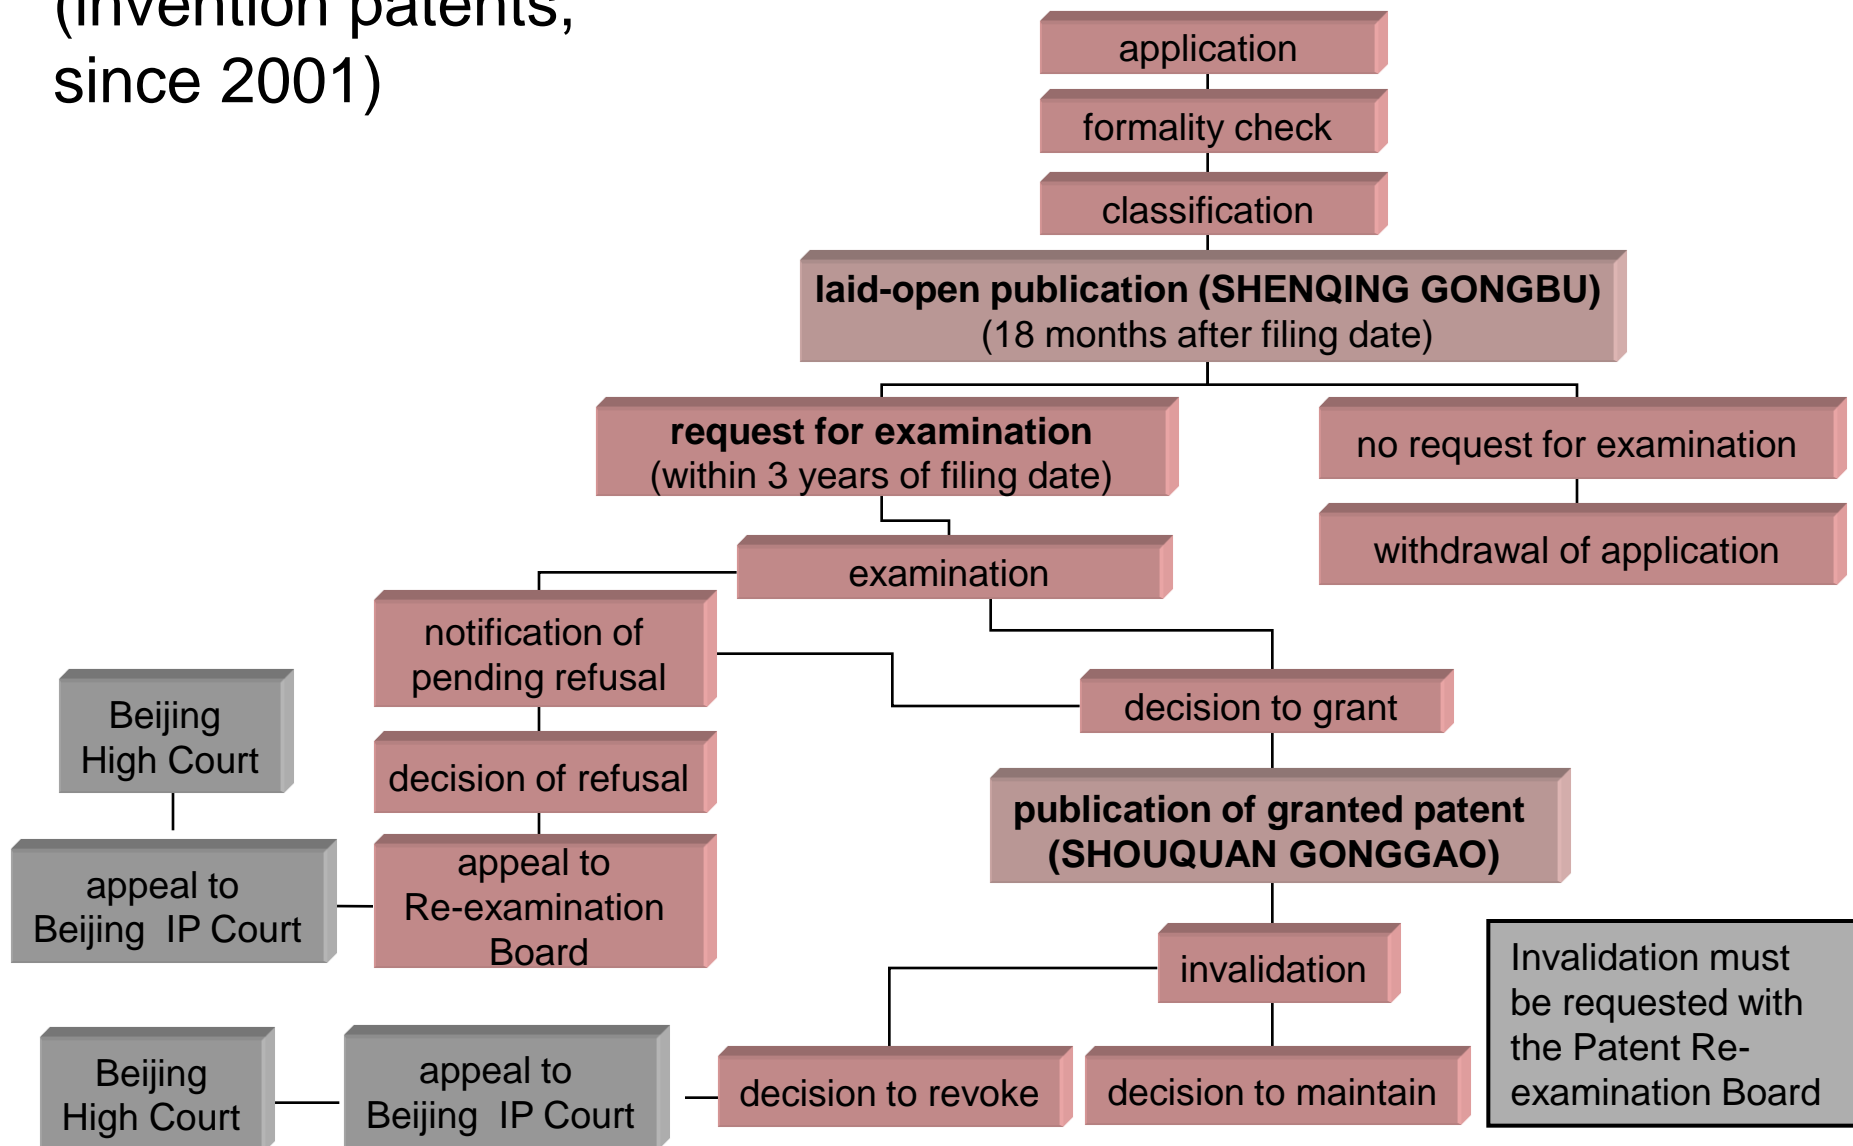 (invention patents,
since 2001)
application
formality check
classification
laid-open publication (SHENQING GONGBU)
(18 months after filing date)
request for examination
(within 3 years of filing date)
no request for examination
withdrawal of application
examination
notification of
pending refusal
decision to grant
Beijing
High Court
decision of refusal
publication of granted patent
(SHOUQUAN GONGGAO)
appeal to
Beijing IP Court
appeal to
Re-examination
Board
invalidation
Invalidation must
be requested with
the Patent Re-
examination Board
Beijing
High Court
appeal to
Beijing IP Court
decision to revoke
decision to maintain